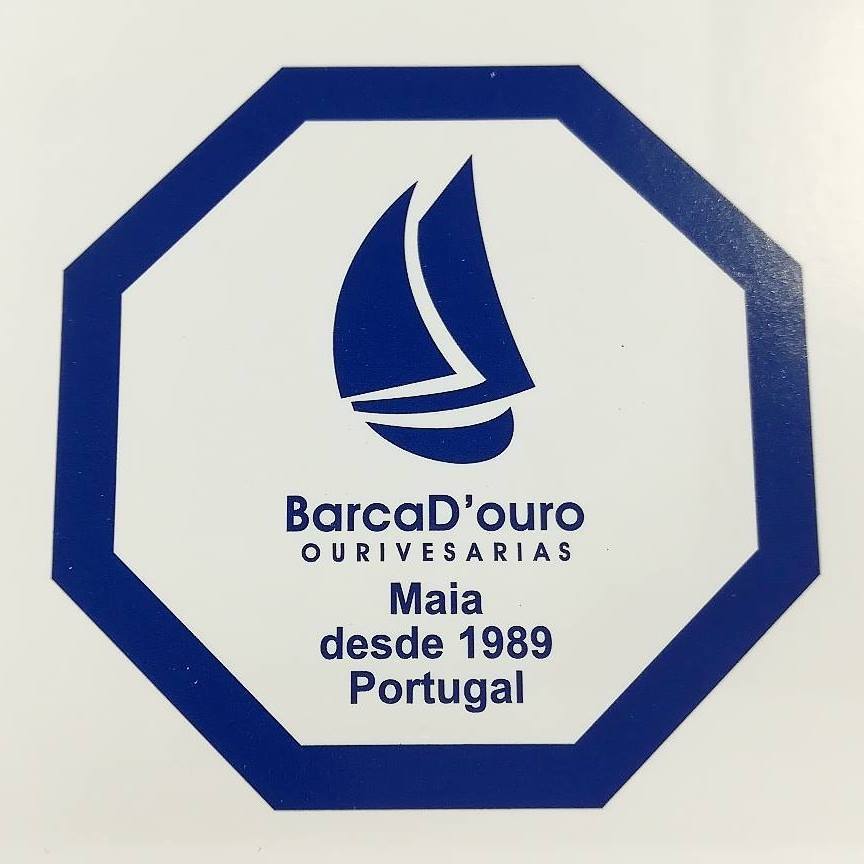 BarcaD'ouro
OURIVESARIAS
Maia
desde 1989
Portugal